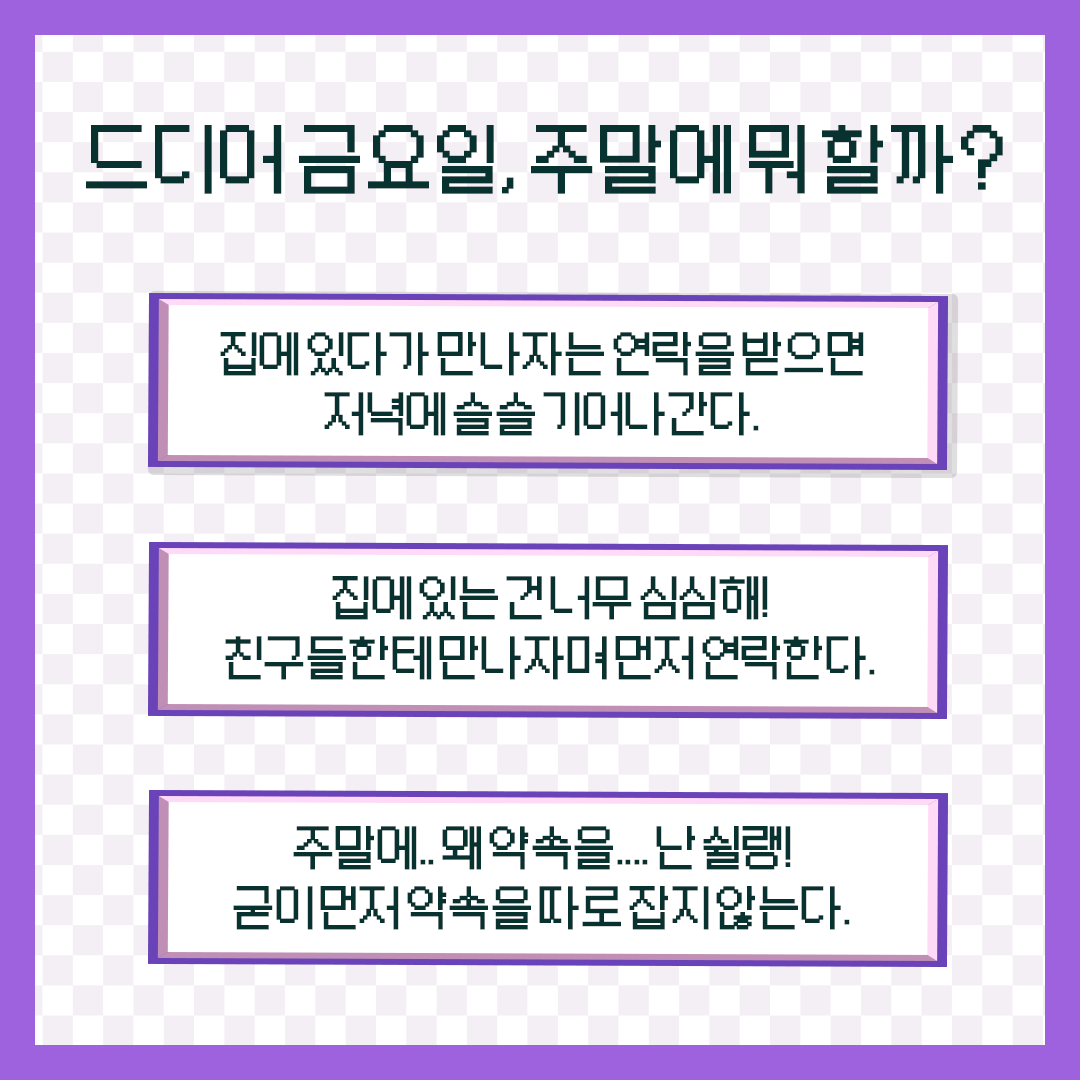 드디어 금요일, 주말에 뭐 할까?
집에 있다가 만나자는 연락을 받으면
저녁에 슬슬 기어나간다.
집에 있는 건 너무 심심해!
친구들한테 만나자며 먼저 연락한다.
주말에.. 왜 약속을.... 난 쉴랭!
굳이 먼저 약속을 따로 잡지 않는다.